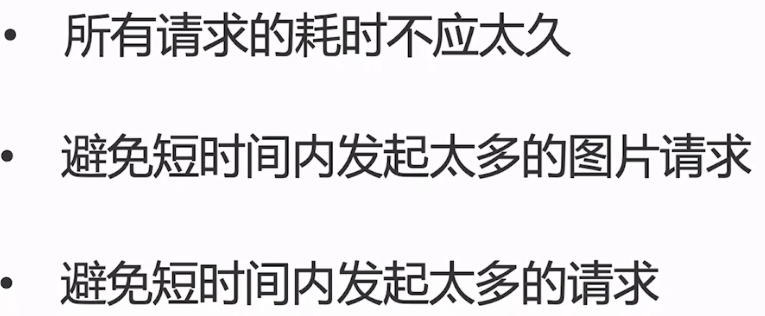 • 所有请求的耗时不应太久
• 避免短时间内发起太多的图片请求
• 避免短时间内发起太多的请求